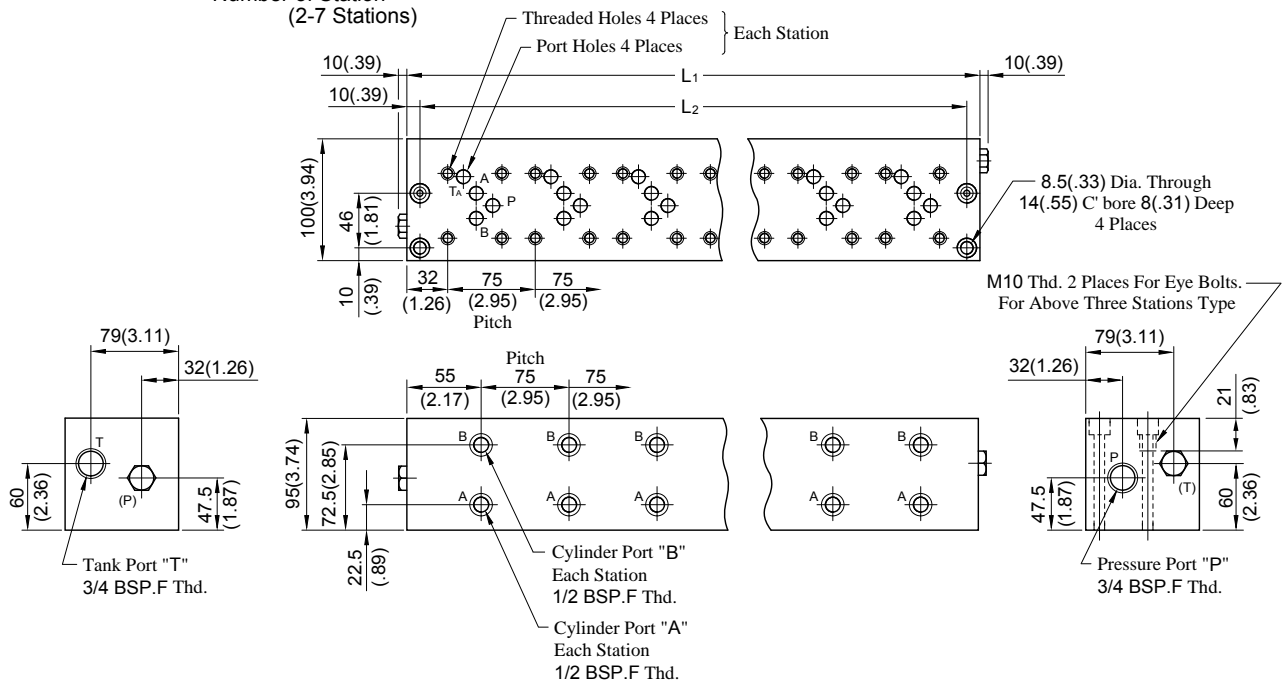 Number of Station
(2-7 Stations)
Threaded Holes 4 Places
Port Holes 4 Places
Each Station
10(.39)
L1
10(.39)
10(.39)
L2
100(3.94)
46
(1.81)
10
(.39)
TA
A
P
B
8.5(.33) Dia. Through
14(.55) C' bore 8(.31) Deep
4 Places
32
(1.26)
75
(2.95)
Pitch
75
(2.95)
M10 Thd. 2 Places For Eye Bolts.
For Above Three Stations Type
79(3.11)
32(1.26)
T
(P)
60
(2.36)
47.5
(1.87)
Tank Port "T"
3/4 BSP.F Thd.
55
(2.17)
Pitch
75
(2.95)
75
(2.95)
95(3.74)
72.5(2.85)
22.5
(.89)
B B B B B
A A A A A
Cylinder Port "B"
Each Station
1/2 BSP.F Thd.
Cylinder Port "A"
Each Station
1/2 BSP.F Thd.
79(3.11)
32(1.26)
21
(.83)
P
(T)
47.5
(1.87)
60
(2.36)
Pressure Port "P"
3/4 BSP.F Thd.